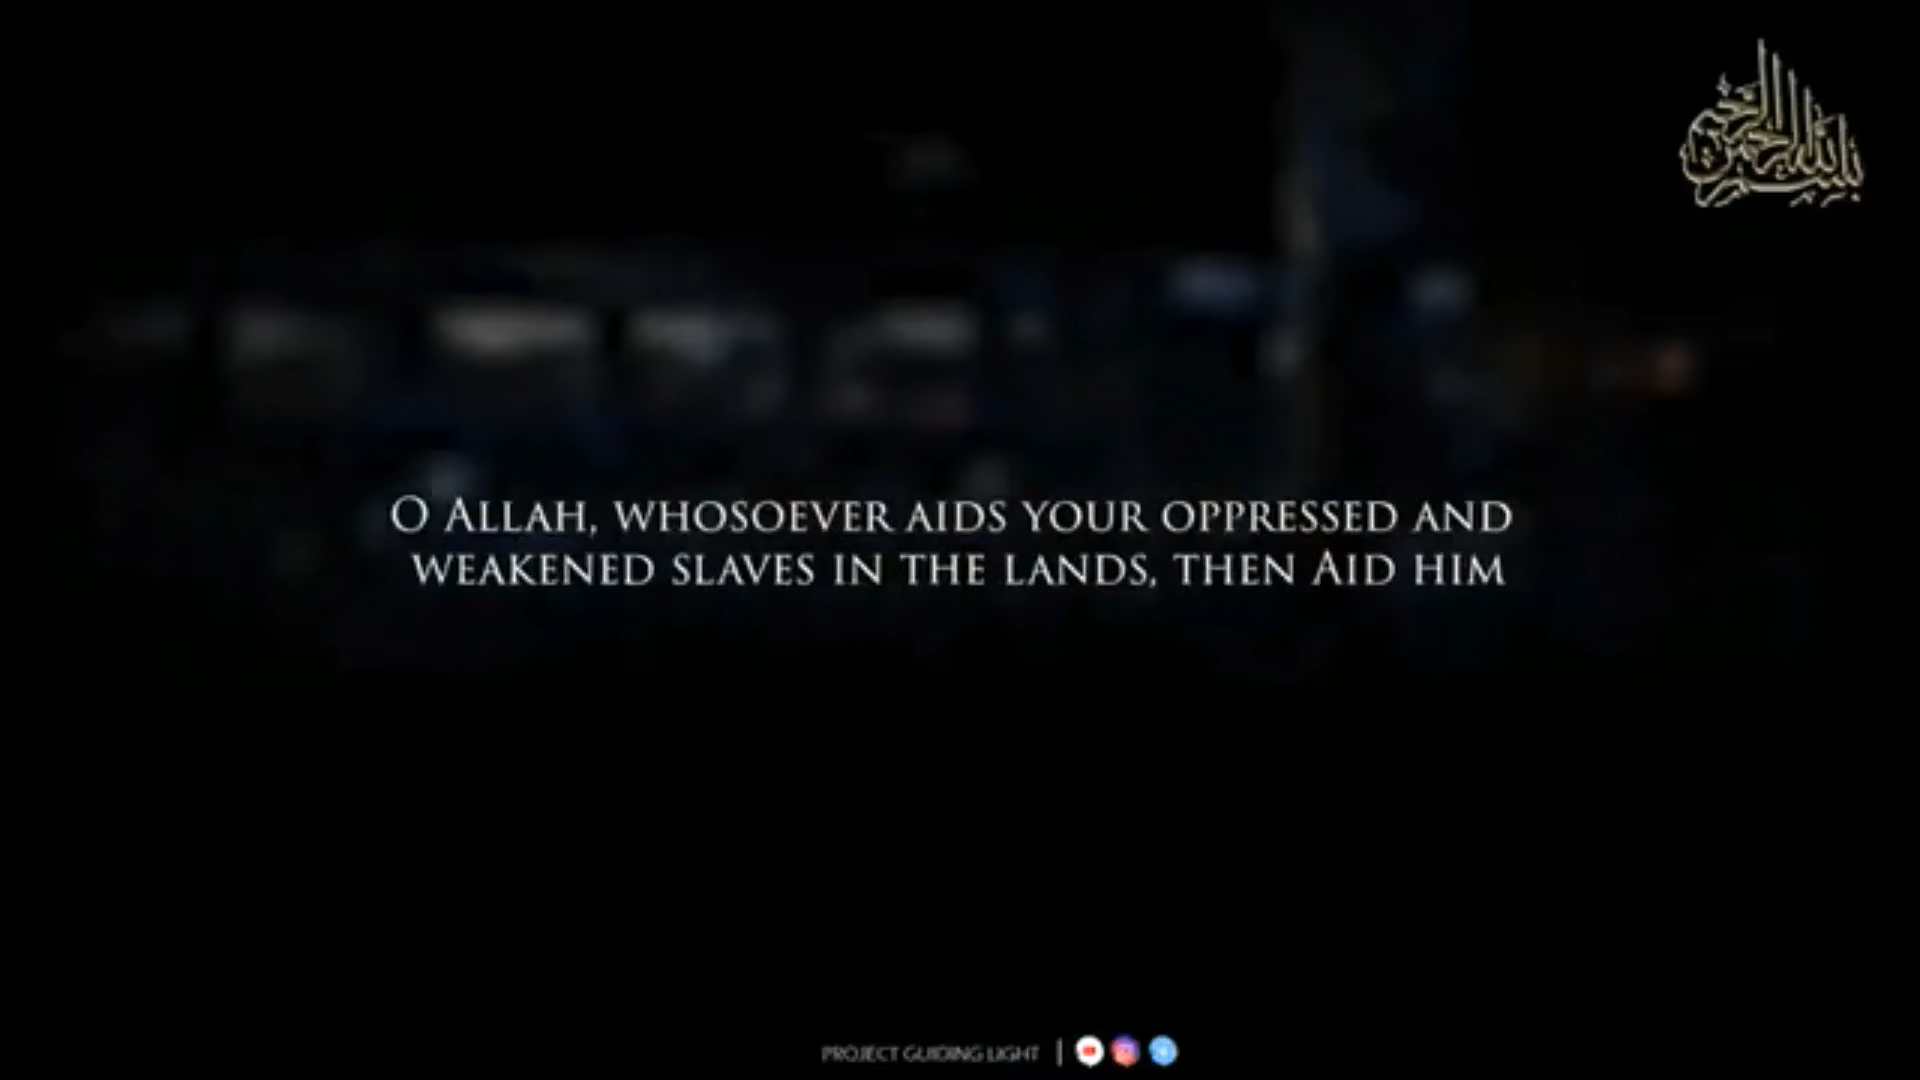 بسم الله الرحمن الرحيم
O Allah, whosoever aids your oppressed and
weakened slaves in the lands, then Aid him
PROJECT GUIDING LIGHT